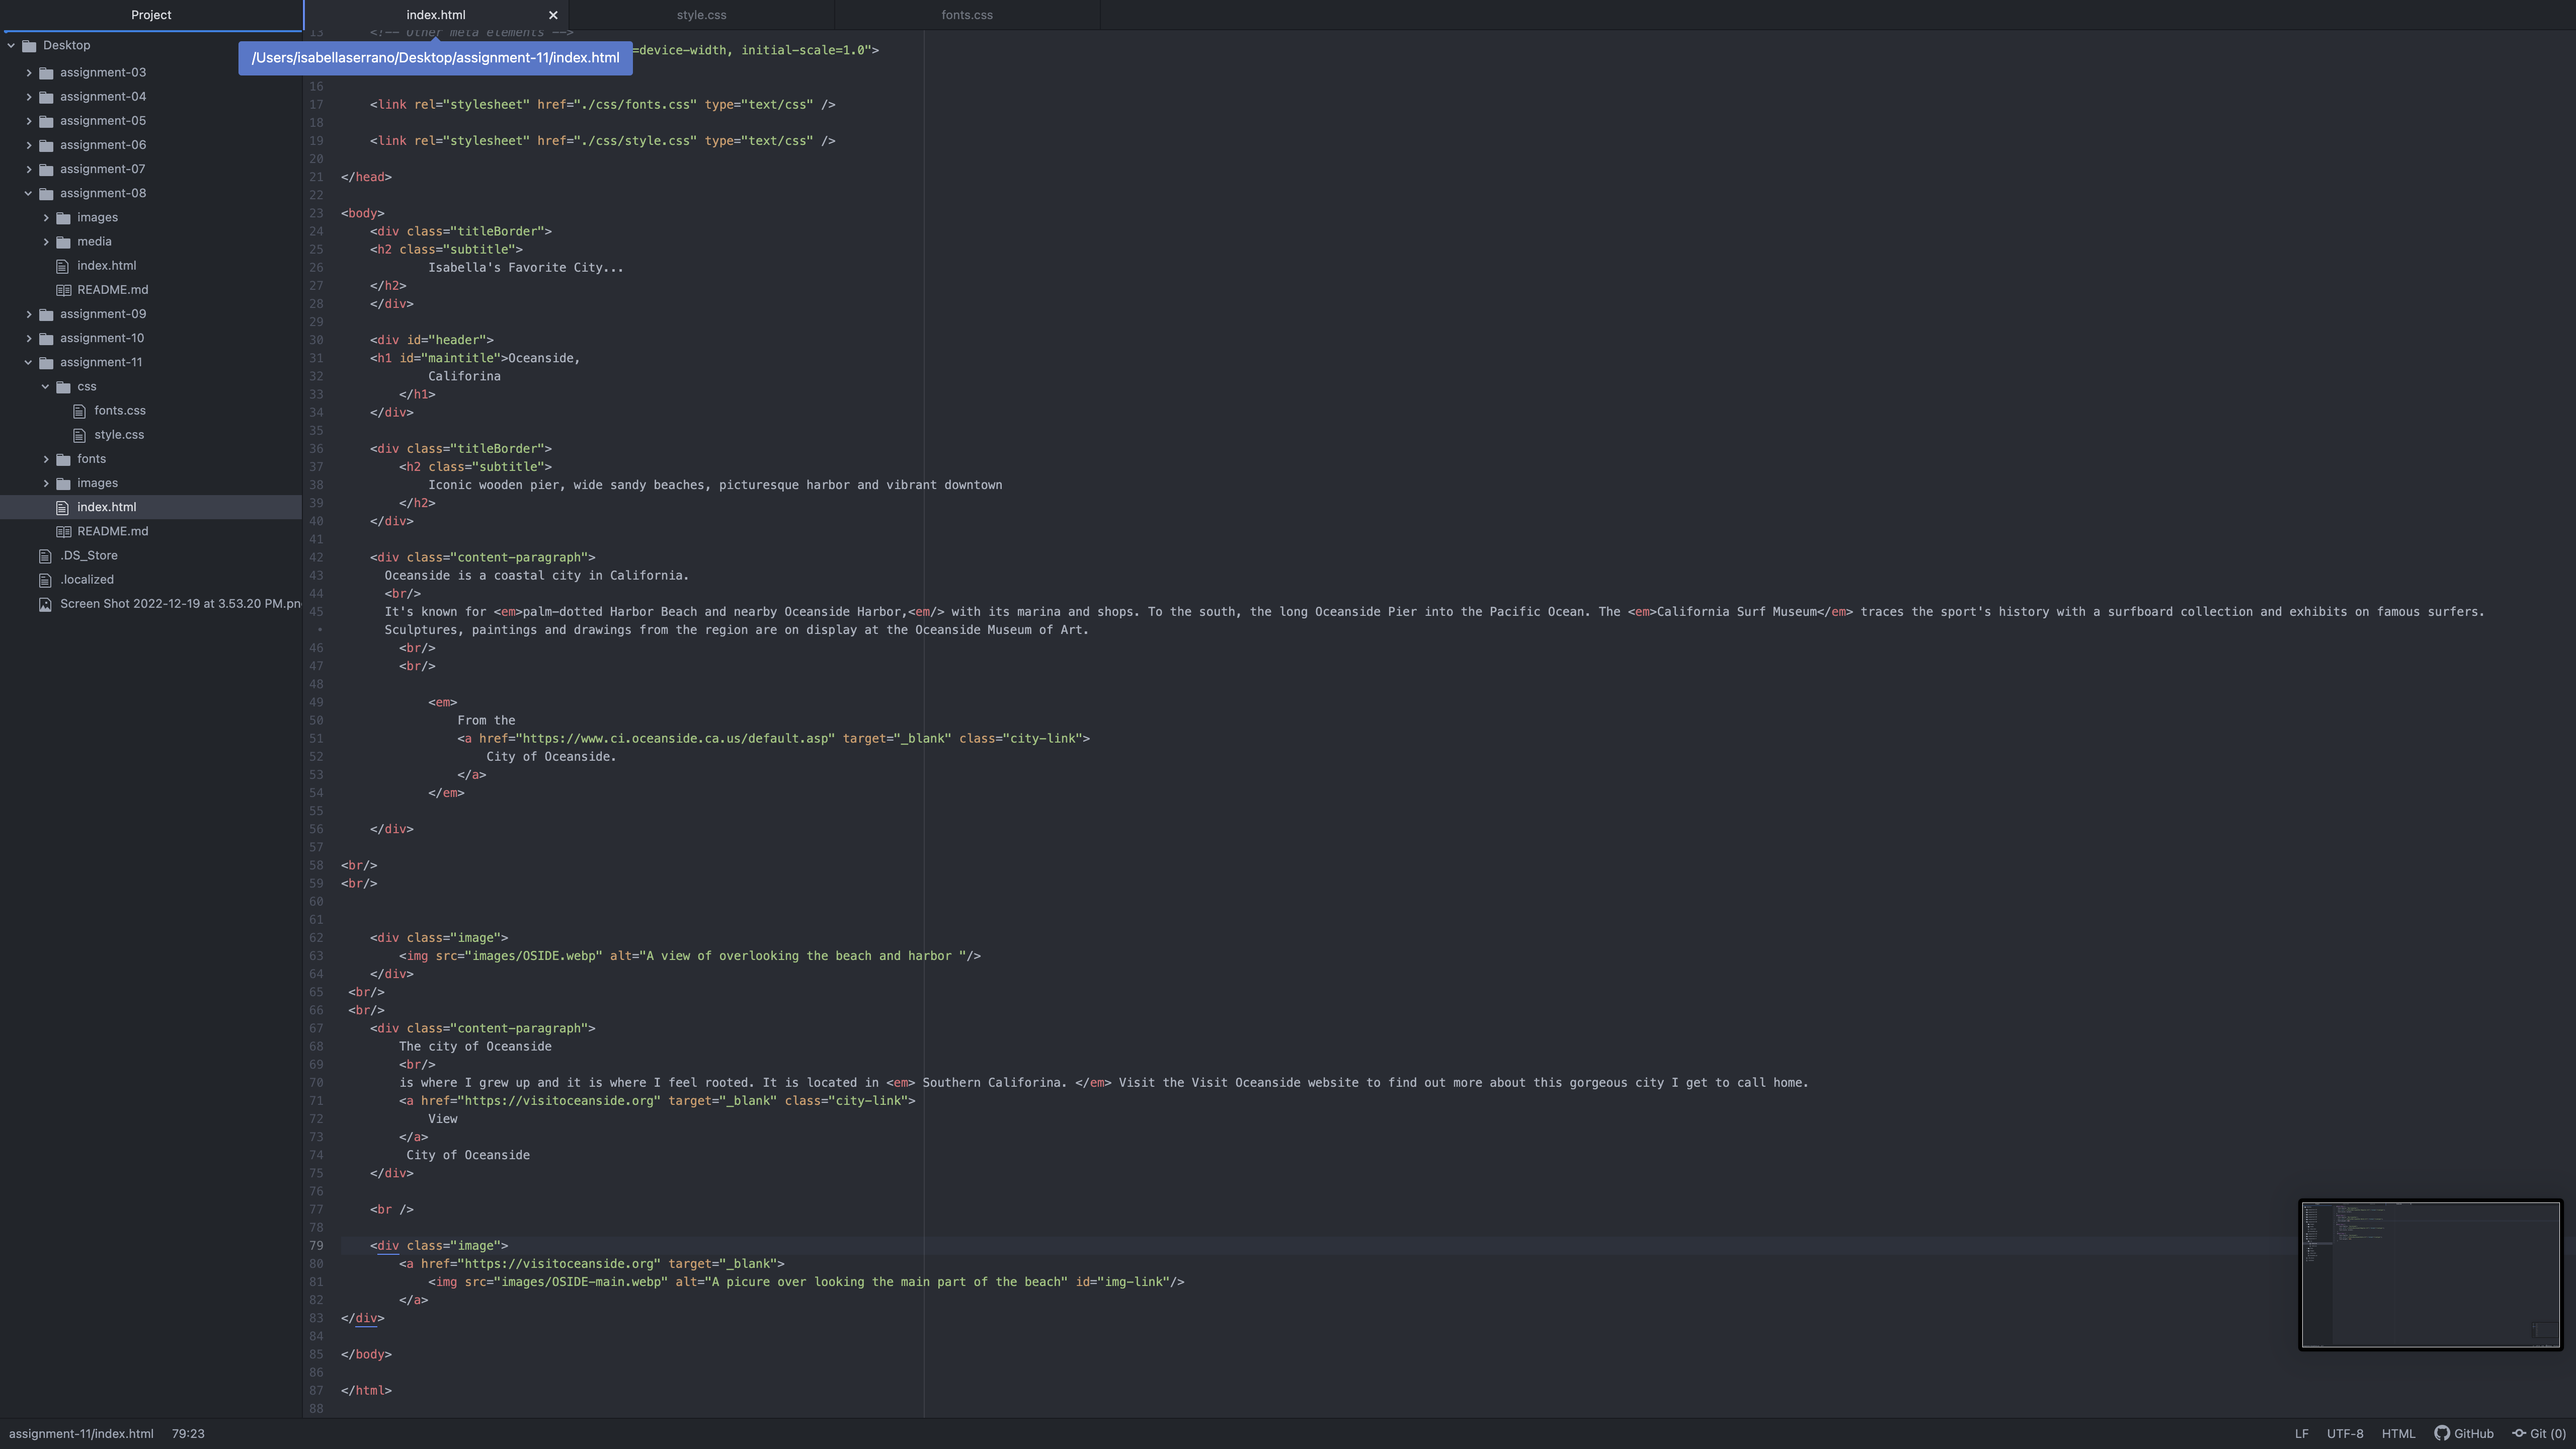 Project
index.html
style.css
fonts.css
Desktop
assignment-03
assignment-04
assignment-05
assignment-06
assignment-07
assignment-08
images
media
index.html
README.md
assignment-09
assignment-10
assignment-11
css
fonts.css
style.css
fonts
images
index.html
README.md
.DS_Store
.localized
Screen Shot 2022-12-19 at 3.53.20 PM.pn
/Users/isabellaserrano/Desktop/assignment-11/index.html
13 <!-- Other meta elements -->
=device-width, initial-scale=1.0">
16
17 <link rel="stylesheet" href="./css/fonts.css" type="text/css" />
18
19 <link rel="stylesheet" href="./css/style.css" type="text/css" />
20
21 </head>
22
23 <body>
24 <div class="titleBorder">
25 <h2 class="subtitle">
26 Isabella's Favorite City...
27 </h2>
28 </div>
29
30 <div id="header">
31 <h1 id="maintitle">Oceanside,
32 Califorina
33 </h1>
34 </div>
35
36 <div class="titleBorder">
37 <h2 class="subtitle">
38 Iconic wooden pier, wide sandy beaches, picturesque harbor and vibrant downtown
39 </h2>
40 </div>
41
42 <div class="content-paragraph">
43 Oceanside is a coastal city in California.
44 <br/>
45 It's known for <em>palm-dotted Harbor Beach and nearby Oceanside Harbor,<em/> with its marina and shops. To the south, the long Oceanside Pier into the Pacific Ocean. The <em>California Surf Museum</em> traces the sport's history with a surfboard collection and exhibits on famous surfers.
• Sculptures, paintings and drawings from the region are on display at the Oceanside Museum of Art.
46 <br/>
47 <br/>
48
49 <em>
50 From the
51 <a href="https://www.ci.oceanside.ca.us/default.asp" target="_blank" class="city-link">
52 City of Oceanside.
53 </a>
54 </em>
55
56 </div>
57
58 <br/>
59 <br/>
60
61
62 <div class="image">
63 <img src="images/OSIDE.webp" alt="A view of overlooking the beach and harbor "/>
64 </div>
65 <br/>
66 <br/>
67 <div class="content-paragraph">
68 The city of Oceanside
69 <br/>
70 is where I grew up and it is where I feel rooted. It is located in <em> Southern Califorina. </em> Visit the Visit Oceanside website to find out more about this gorgeous city I get to call home.
71 <a href="https://visitoceanside.org" target="_blank" class="city-link">
72 View
73 </a>
74 City of Oceanside
75 </div>
76
77 <br />
78
79 <div class="image">
80 <a href="https://visitoceanside.org" target="_blank">
81 <img src="images/OSIDE-main.webp" alt="A picure over looking the main part of the beach" id="img-link"/>
82 </a>
83 </div>
84
85 </body>
86
87 </html>
88
assignment-11/index.html 79:23
LF UTF-8 HTML GitHub Git (0)